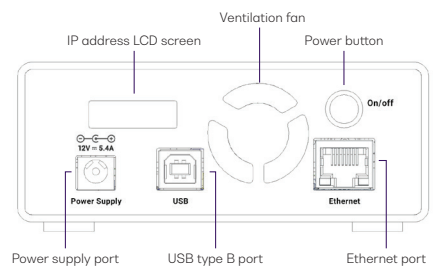 Ventilation fan
IP address LCD screen
Power button
On/off
12V ⎓ 5.4A
Power Supply
USB
Ethernet
Power supply port
USB type B port
Ethernet port